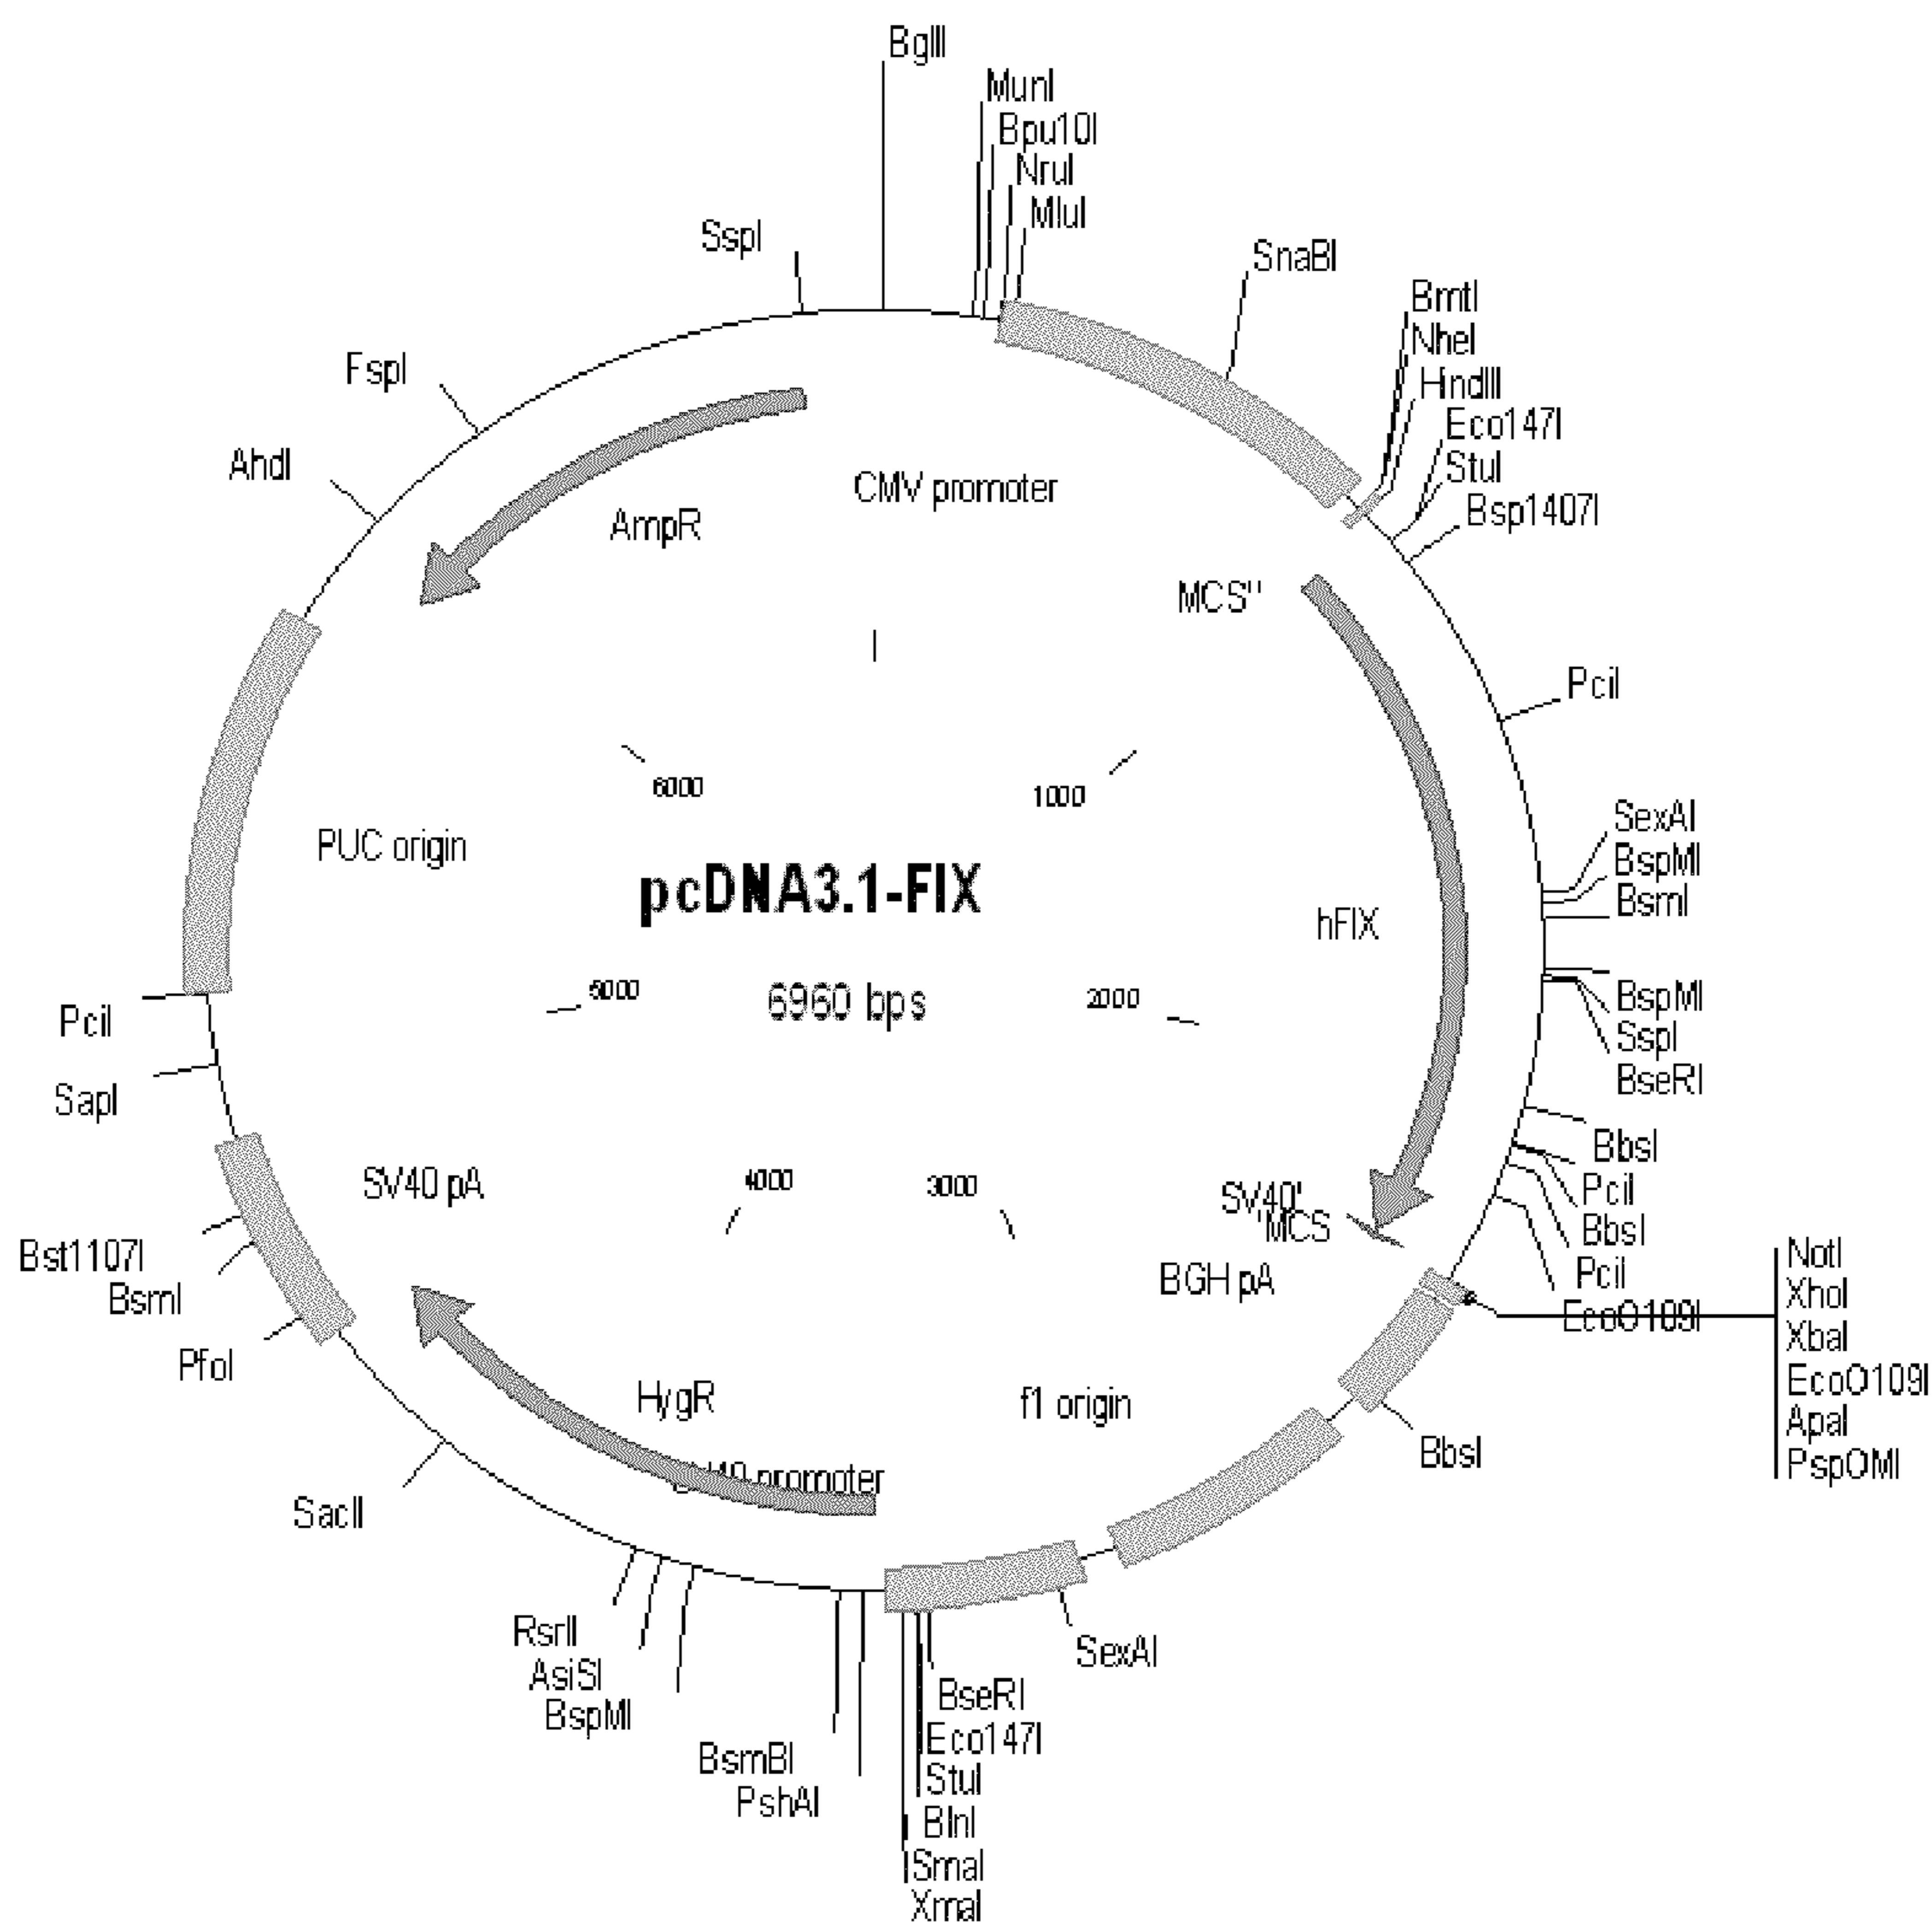 BglII
MunI
Bpu10I
NruI
MluI
SspI
SnaBI
BmtI
NheI
HindIII
Eco147I
StuI
Bsp1407I
FspI
AhdI
CMV promoter
AmpR
MCS"
PciI
6000
1000
SexAI
BspMI
BsmI
PUC origin
pcDNA3.1-FIX
hFIX
5000
6960 bps
2000
BspMI
SspI
BseRI
PciI
SapI
BbsI
SV40 pA
4000
3000
SV40'
'MCS
PciI
BbsI
BGH pA
PciI
EcoO109I
NotI
XhoI
XbaI
EcoO109I
ApaI
PspOMI
Bst1107I
BsmI
PfoI
HygR
f1 origin
BbsI
promoter
SacII
RsrII
AsiSI
BspMI
SexAI
BsmBI
PshAI
BseRI
Eco147I
StuI
BlnI
SmaI
XmaI